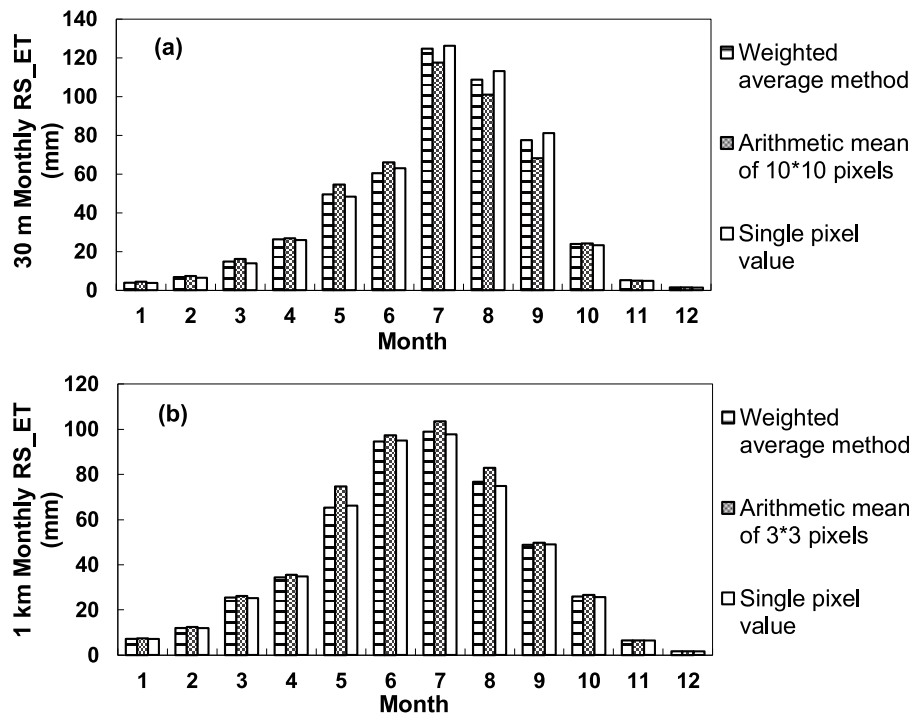 (a)
30 m Monthly RS_ET
(mm)
140
120
100
80
60
40
20
0
1 2 3 4 5 6 7 8 9 10 11 12
Month
Weighted
average method
Arithmetic mean
of 10*10 pixels
Single pixel
value
(b)
1 km Monthly RS_ET
(mm)
120
100
80
60
40
20
0
1 2 3 4 5 6 7 8 9 10 11 12
Month
Weighted
average method
Arithmetic mean
of 3*3 pixels
Single pixel
value